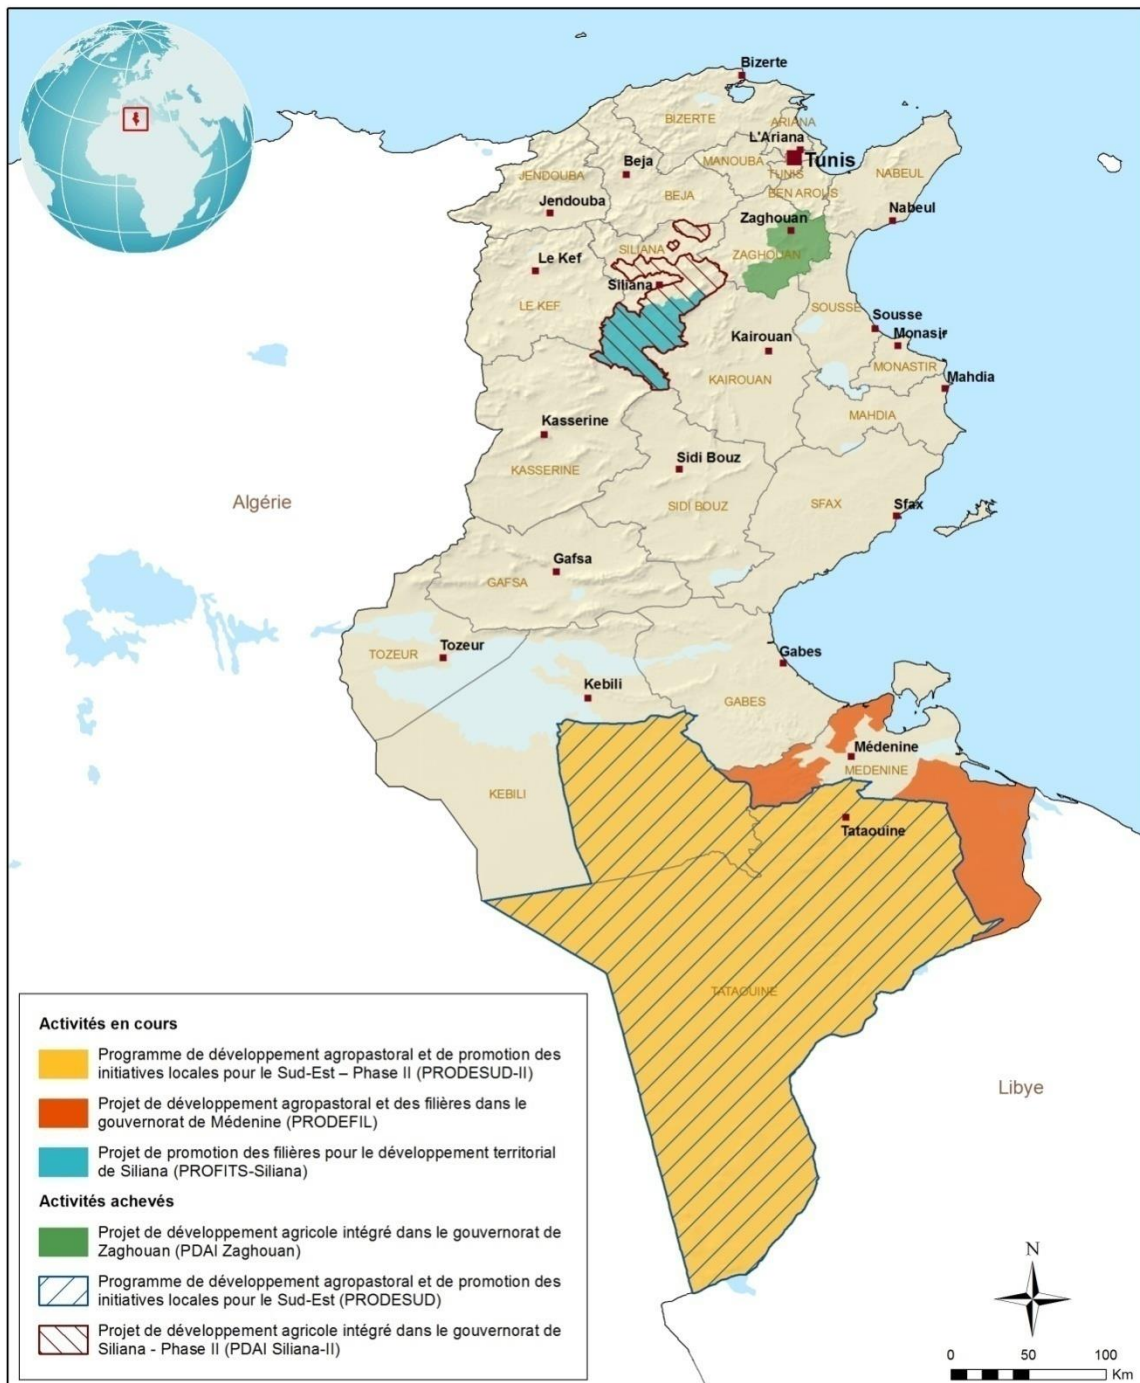 Bizerte
BIZERTE
ARIANA
L'Ariana
Tunis
MANOUBA
TUNIS
Beja
BEJA
JENDOUBA
Jendouba
BEN AROUS
NABEUL
Nabeul
Zaghouan
ZAGHOUAN
SILIANA
Siliana
Le Kef
LE KEF
SOUSSE
Sousse
Monasir
MONASTIR
Kairouan
KAIROUAN
Mahdia
MAHDIA
Kasserine
KASSERINE
Sidi Bouz
SIDI BOUZ
SFAX
Sfax
Algérie
Gafsa
GAFSA
Tozeur
TOZEUR
Gabes
GABES
Kebili
KEBILI
Médenine
MEDENINE
Tataouine
TATAOUINE
Libye
Activités en cours
Programme de développement agropastoral et de promotion des
initiatives locales pour le Sud-Est – Phase II (PRODESUD-II)
Projet de développement agropastoral et des filières dans le
gouvernorat de Médenine (PRODEFIL)
Projet de promotion des filières pour le développement territorial
de Siliana (PROFITS-Siliana)
Activités achevés
Projet de développement agricole intégré dans le gouvernorat de
Zaghouan (PDAI Zaghouan)
Programme de développement agropastoral et de promotion des
initiatives locales pour le Sud-Est (PRODESUD)
Projet de développement agricole intégré dans le gouvernorat de
Siliana - Phase II (PDAI Siliana-II)
N
0 50 100
Km